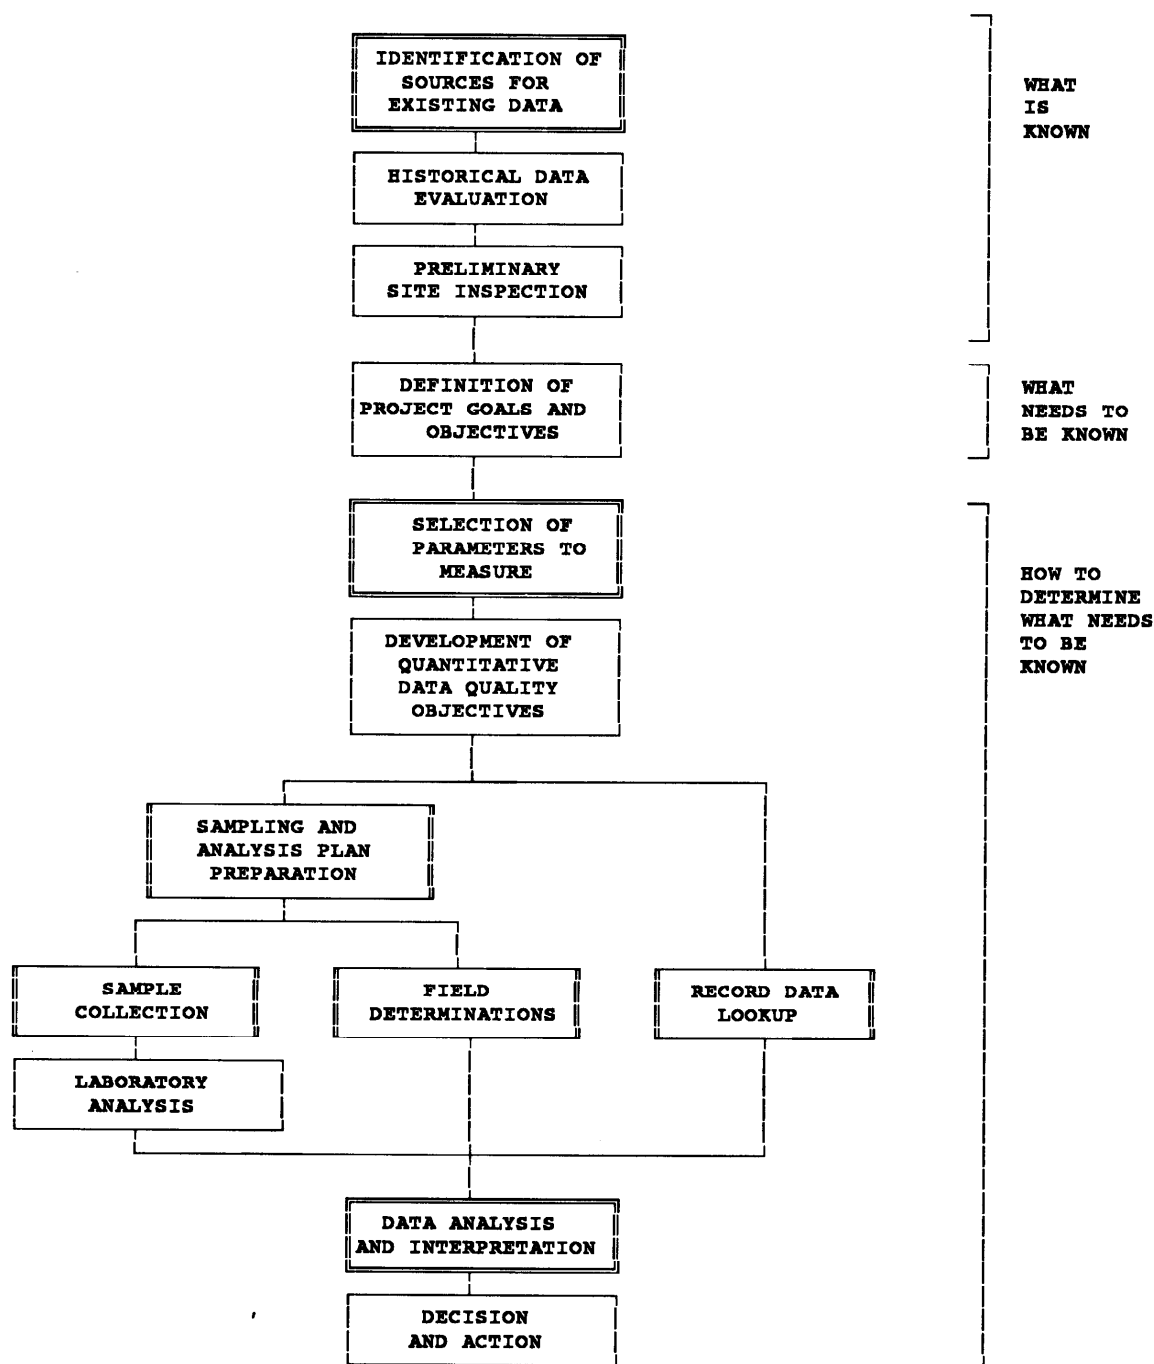 IDENTIFICATION OF
SOURCES FOR
EXISTING DATA
WHAT
IS
KNOWN
HISTORICAL DATA
EVALUATION
PRELIMINARY
SITE INSPECTION
DEFINITION OF
PROJECT GOALS AND
OBJECTIVES
WHAT
NEEDS TO
BE KNOWN
SELECTION OF
PARAMETERS TO
MEASURE
HOW TO
DETERMINE
WHAT NEEDS
TO BE
KNOWN
DEVELOPMENT OF
QUANTITATIVE
DATA QUALITY
OBJECTIVES
SAMPLING AND
ANALYSIS PLAN
PREPARATION
SAMPLE
COLLECTION
FIELD
DETERMINATIONS
RECORD DATA
LOOKUP
LABORATORY
ANALYSIS
DATA ANALYSIS
AND INTERPRETATION
DECISION
AND ACTION